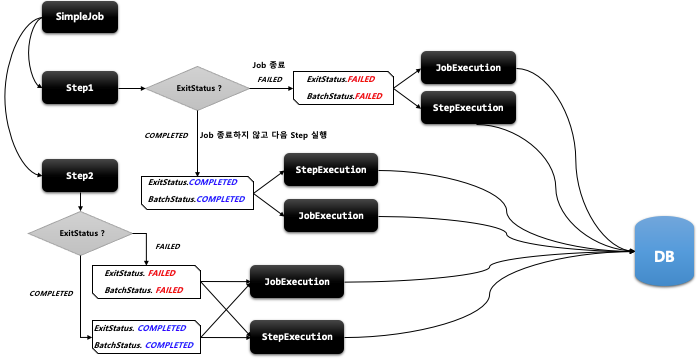 SimpleJob
Step1
ExitStatus ?
Job 종료
FAILED
ExitStatus.FAILED
BatchStatus.FAILED
JobExecution
StepExecution
COMPLETED
Job 종료하지 않고 다음 Step 실행
ExitStatus.COMPLETED
BatchStatus.COMPLETED
StepExecution
JobExecution
Step2
ExitStatus ?
FAILED
ExitStatus. FAILED
BatchStatus. FAILED
COMPLETED
ExitStatus. COMPLETED
BatchStatus. COMPLETED
JobExecution
StepExecution
DB